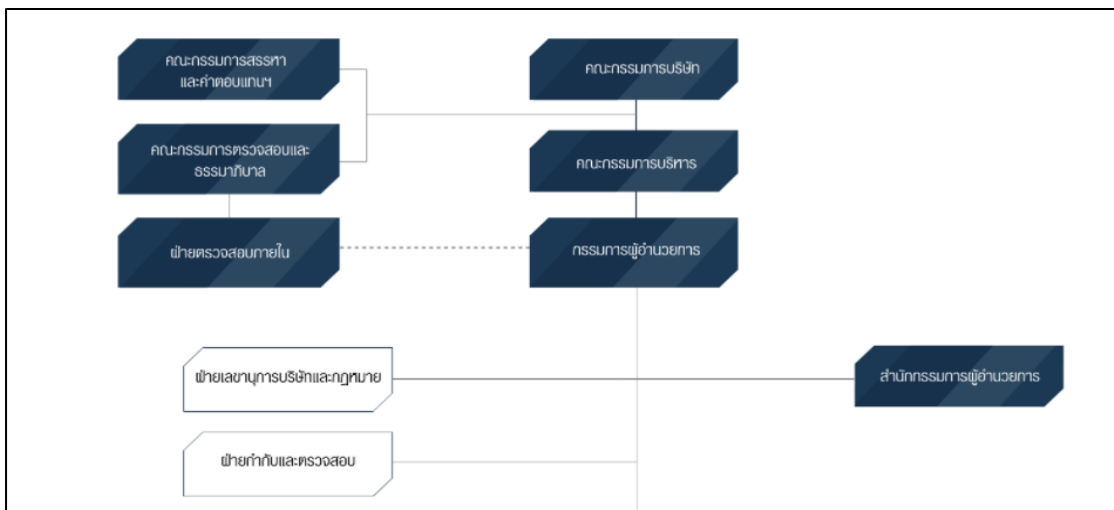 คณะกรรมการสรรหา
และค่าตอบแทนฯ
คณะกรรมการบริษัท
คณะกรรมการตรวจสอบและ
ธรรมาภิบาล
คณะกรรมการบริหาร
ฝ่ายตรวจสอบภายใน
กรรมการผู้อำนวยการ
ฝ่ายเลขานุการบริษัทและกฎหมาย
สำนักกรรมการผู้อำนวยการ
ฝ่ายกำกับและตรวจสอบ